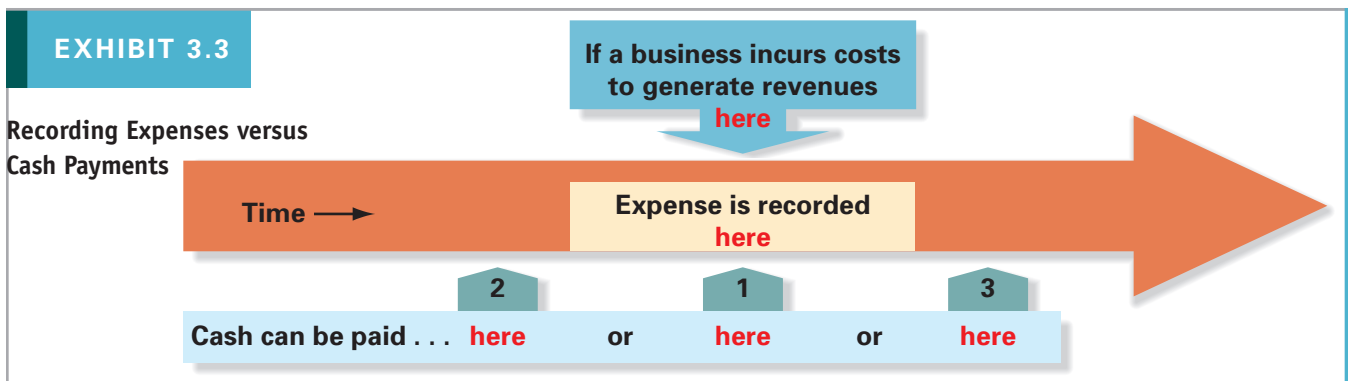 EXHIBIT 3.3
Recording Expenses versus
Cash Payments
If a business incurs costs
to generate revenues
here
Time →
Expense is recorded
here
2 1 3
Cash can be paid . . . here or here or here